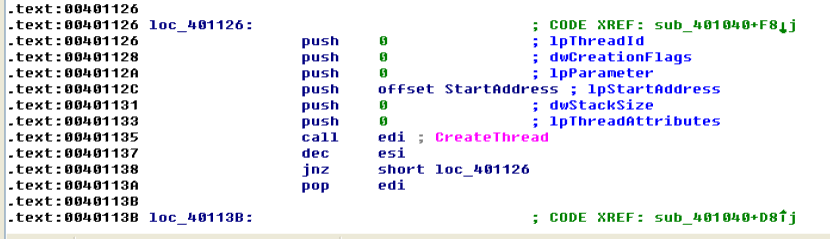 .text:00401126
.text:00401126 loc_401126: ; CODE XREF: sub_401040+F8↓j
.text:00401126 push 0 ; lpThreadId
.text:00401128 push 0 ; dwCreationFlags
.text:0040112A push 0 ; lpParameter
.text:0040112C push offset StartAddress ; lpStartAddress
.text:00401131 push 0 ; dwStackSize
.text:00401133 push 0 ; lpThreadAttributes
.text:00401135 call edi ; CreateThread
.text:00401137 dec esi
.text:00401138 jnz short loc_401126
.text:0040113A pop edi
.text:0040113B
.text:0040113B loc_40113B: ; CODE XREF: sub_401040+D8↑j